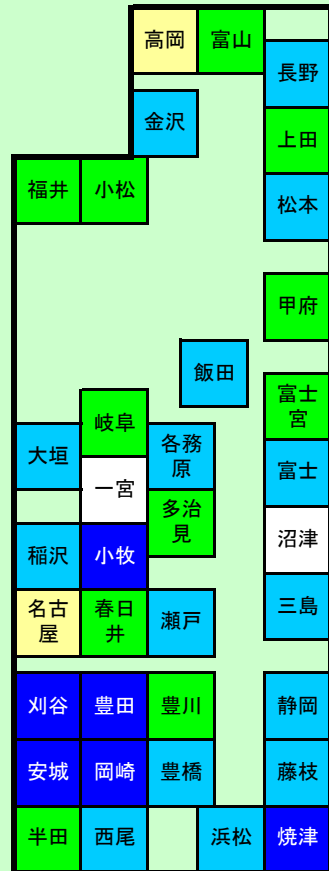 高岡
富山
長野
金沢
上田
福井
小松
松本
甲府
飯田
富士
宮
岐阜
大垣
各務
原
富士
一宮
多治
見
沼津
稲沢
小牧
名古
屋
春日
井
瀬戸
三島
刈谷
豊田
豊川
静岡
安城
岡崎
豊橋
藤枝
半田
西尾
浜松
焼津